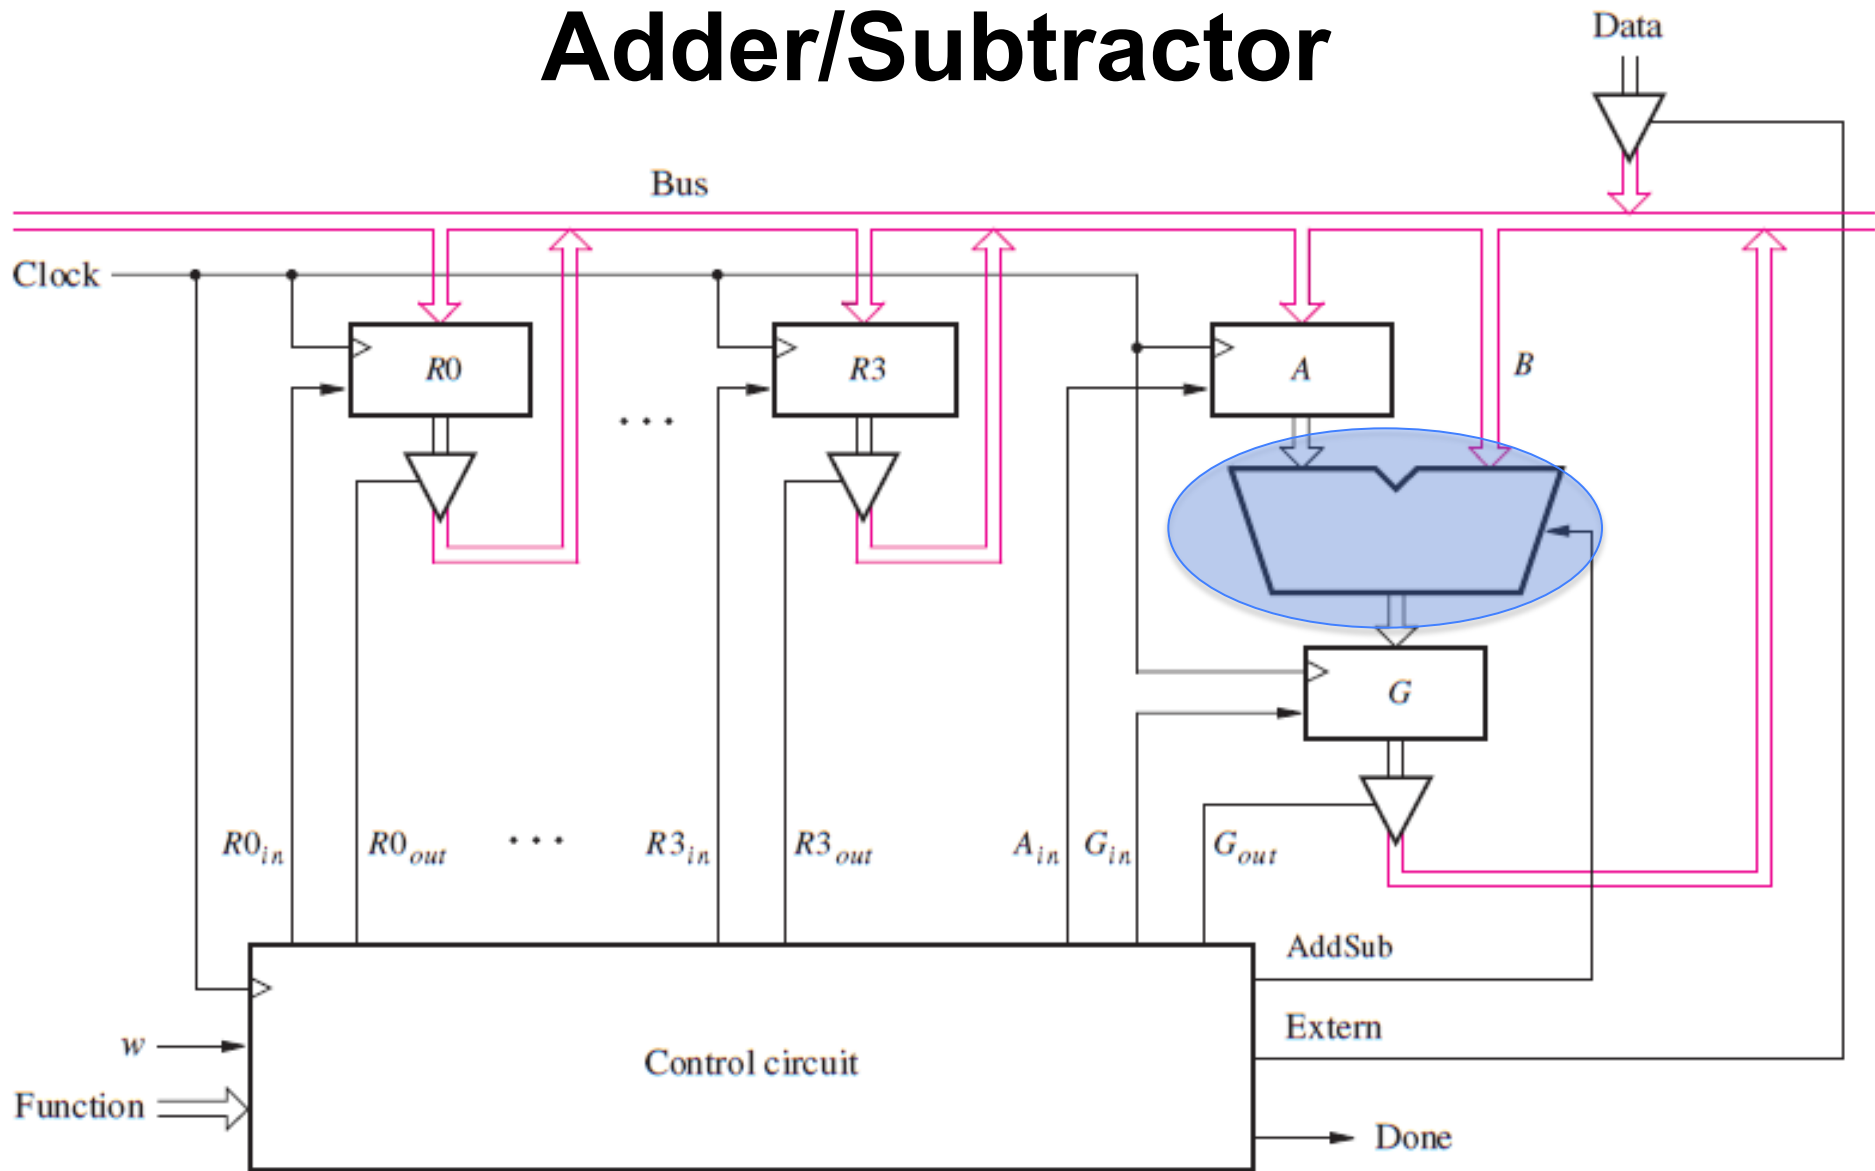 Adder/Subtractor
Data
Bus
Clock
R0
R3
A
B
. . .
G
R0in
R0out
. . .
R3in
R3out
Ain
Gin
Gout
AddSub
Extern
w
Control circuit
Function
Done